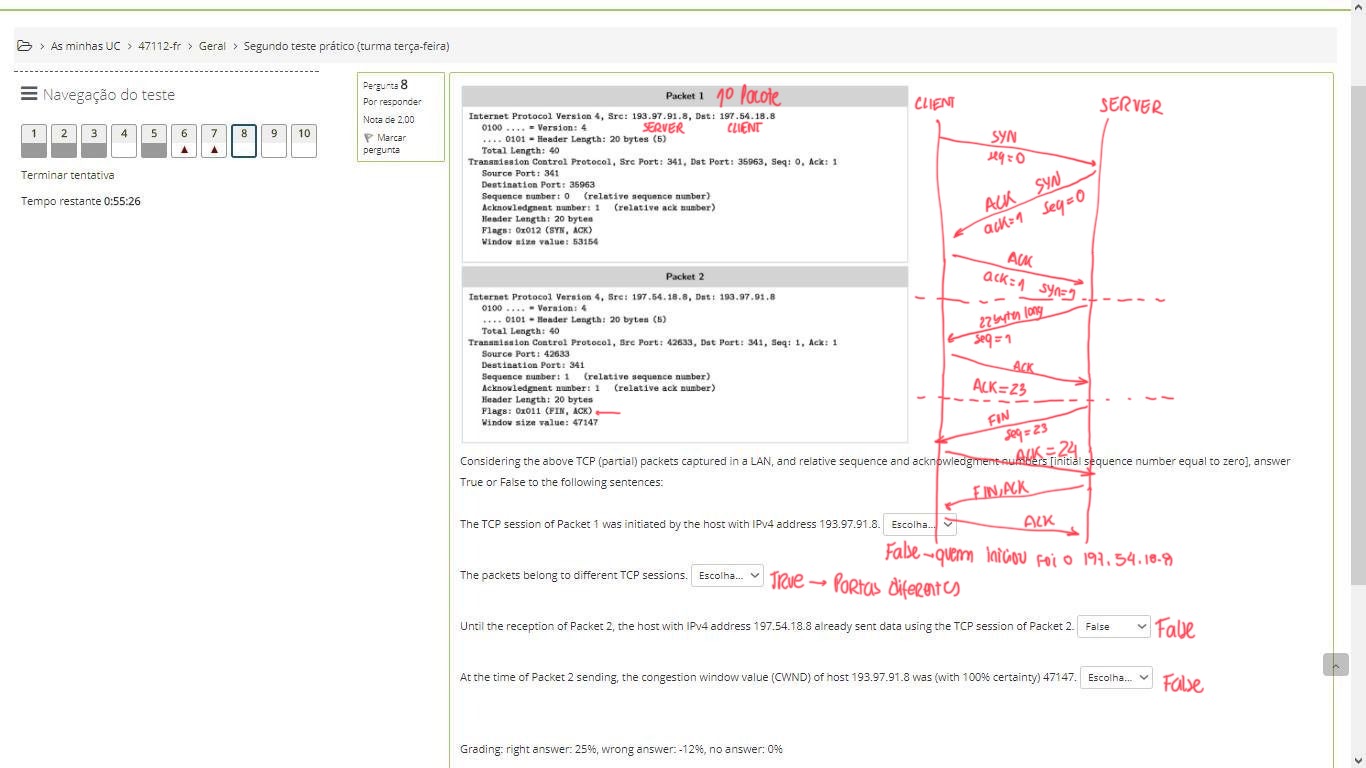 As minhas UC > 47112-fr > Geral > Segundo teste prático (turma terça-feira)
Navegação do teste
1 2 3 4 5 6 7 8 9 10
Terminar tentativa
Tempo restante 0:55:26
Pergunta 8
Por responder
Nota de 2,00
Marcar
pergunta
Packet 1 1º Pacote
Internet Protocol Version 4, Src: 193.97.91.8, Dst: 197.54.18.8
SERVER CLIENT
0100 .... = Version: 4
.... 0101 = Header Length: 20 bytes (5)
Total Length: 40
Transmission Control Protocol, Src Port: 341, Dst Port: 35963, Seq: 0, Ack: 1
Source Port: 341
Destination Port: 35963
Sequence number: 0 (relative sequence number)
Acknowledgment number: 1 (relative ack number)
Header Length: 20 bytes
Flags: 0x012 (SYN, ACK)
Window size value: 53154
Packet 2
Internet Protocol Version 4, Src: 197.54.18.8, Dst: 193.97.91.8
0100 .... = Version: 4
.... 0101 = Header Length: 20 bytes (5)
Total Length: 40
Transmission Control Protocol, Src Port: 42633, Dst Port: 341, Seq: 1, Ack: 1
Source Port: 42633
Destination Port: 341
Sequence number: 1 (relative sequence number)
Acknowledgment number: 1 (relative ack number)
Header Length: 20 bytes
Flags: 0x011 (FIN, ACK)
Window size value: 47147
CLIENT SERVER
SYN
seq=0
SYN
ACK seq=0
ack=1
ACK
ack=1 syn=1
22 bytes long
seq=1
ACK
ACK=23
FIN
seq=23
ACK=24
FIN,ACK
ACK
Considering the above TCP (partial) packets captured in a LAN, and relative sequence and acknowledgment numbers [initial sequence number equal to zero], answer
True or False to the following sentences:
The TCP session of Packet 1 was initiated by the host with IPv4 address 193.97.91.8. Escolha...
False → quem iniciou foi o 197.54.18.8
The packets belong to different TCP sessions. Escolha... TRUE → PORTAS diferentes
Until the reception of Packet 2, the host with IPv4 address 197.54.18.8 already sent data using the TCP session of Packet 2. False False
At the time of Packet 2 sending, the congestion window value (CWND) of host 193.97.91.8 was (with 100% certainty) 47147. Escolha... False
Grading: right answer: 25%, wrong answer: -12%, no answer: 0%